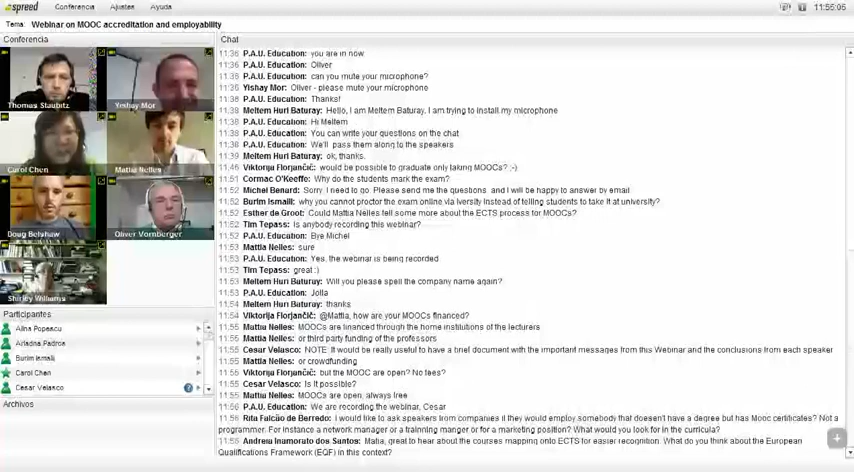 spreed
Conferencia Ajustes Ayuda
11:55:05
Tema: Webinar on MOOC accreditation and employability
Conferencia
Thomas Staubitz
Yishay Mor
Carol Chen
Mattia Nelles
Doug Belshaw
Oliver Vornberger
Shirley Williams
Participantes
Alina Popescu
Ariadna Padros
Burim Ismaili
Carol Chen
Cesar Velasco
Archivos
Chat
11:36 P.A.U. Education: you are in now
11:36 P.A.U. Education: Oliver
11:36 P.A.U. Education: can you mute your microphone?
11:36 Yishay Mor: Oliver - please mute your microphone
11:36 P.A.U. Education: Thanks!
11:38 Meltem Huri Baturay: Hello, I am Meltem Baturay. I am trying to install my microphone
11:38 P.A.U. Education: Hi Meltem
11:38 P.A.U. Education: You can write your questions on the chat
11:38 P.A.U. Education: We'll pass them along to the speakers
11:39 Meltem Huri Baturay: ok, thanks.
11:46 Viktorija Florjančič: would be possible to graduate only taking MOOCs? ;-)
11:51 Cormac O'Keeffe: Why do the students mark the exam?
11:52 Michel Benard: Sorry, I need to go. Please send me the questions and I will be happy to answer by email
11:52 Burim Ismaili: why you cannot proctor the exam online via iversity instead of telling students to take it at university?
11:52 Esther de Groot: Could Mattia Nelles tell some more about the ECTS process for MOOCs?
11:52 Tim Tepass: Is anybody recording this webinar?
11:52 P.A.U. Education: Bye Michel
11:53 Mattia Nelles: sure
11:53 P.A.U. Education: Yes, the webinar is being recorded
11:53 Tim Tepass: great :)
11:53 Meltem Huri Baturay: Will you please spell the company name again?
11:53 P.A.U. Education: Jolla
11:54 Meltem Huri Baturay: thanks
11:54 Viktorija Florjančič: @Mattia, how are your MOOCs financed?
11:55 Mattia Nelles: MOOCs are financed through the home institutions of the lecturers
11:55 Mattia Nelles: or third party funding of the professors
11:55 Cesar Velasco: NOTE: It would be really useful to have a brief document with the important messages from this Webinar and the conclusions from each speaker
11:55 Mattia Nelles: or crowdfunding
11:55 Viktorija Florjančič: but the MOOC are open? No fees?
11:55 Cesar Velasco: Is it possible?
11:55 Mattia Nelles: MOOCs are open, always free
11:56 P.A.U. Education: We are recording the webinar, Cesar
11:56 Rita Falcão de Berredo: I would like to ask speakers from companies if they would employ somebody that doesn't have a degree but has Mooc certificates? Not a
programmer. For instance a network manager or a trainning manger or for a marketing position? What would you look for in the curricula?
11:56 Andreia Inamorato dos Santos: Matia, great to hear about the courses mapping onto ECTS for easier recognition. What do you think about the European
Qualifications Framework (EQF) in this context?